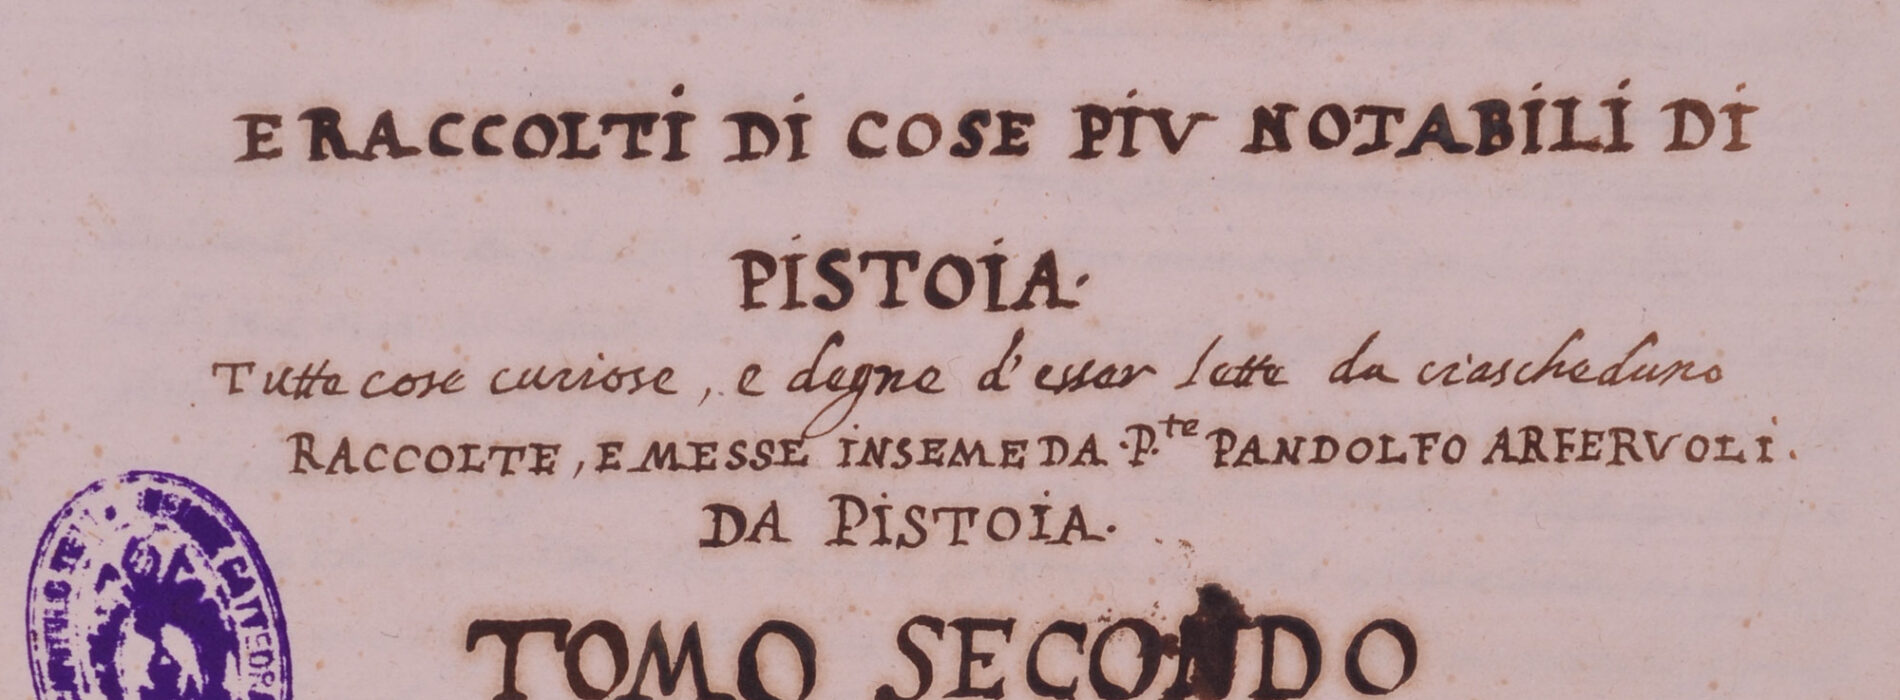 E RACCOLTI DI COSE PIV NOTABILI DI
PISTOIA.
Tutte cose curiose, e degne d'esser lette da ciascheduno
RACCOLTE, E MESSE INSEME DA P.te PANDOLFO ARFERVOLI.
DA PISTOIA.
TOMO SECONDO